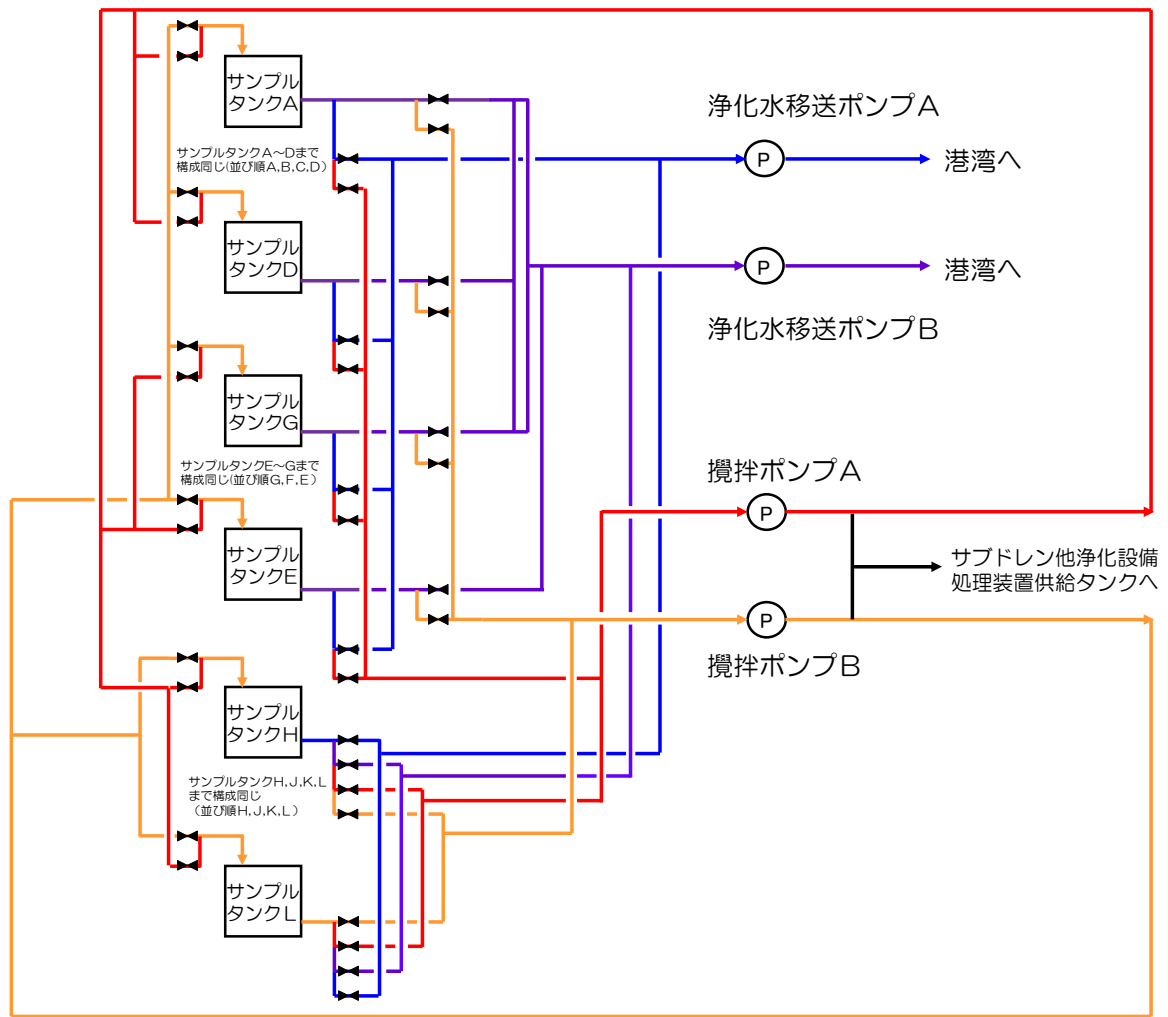 サンプル
タンクA
浄化水移送ポンプA
P
港湾へ
サンプルタンクA～Dまで
構成同じ(並び順A,B,C,D)
サンプル
タンクD
P
港湾へ
浄化水移送ポンプB
サンプル
タンクG
サンプルタンクE～Gまで
構成同じ(並び順G,F,E)
攪拌ポンプA
P
サンプル
タンクE
サブドレン他浄化設備
処理装置供給タンクへ
P
攪拌ポンプB
サンプル
タンクH
サンプルタンクH,J,K,L
まで構成同じ
（並び順H,J,K,L）
サンプル
タンクL